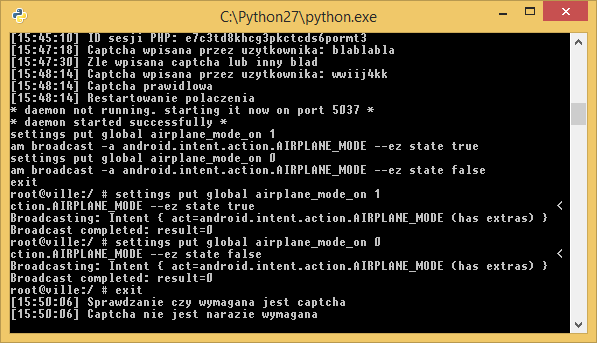 C:\Python27\python.exe
[15:45:10] ID sesji PHP: e7c3td8khcg3pkctcds6pormt3
[15:47:18] Captcha wpisana przez uzytkownika: blablabla
[15:47:30] Zle wpisana captcha lub inny blad
[15:48:14] Captcha wpisana przez uzytkownika: wwiij4kk
[15:48:14] Captcha prawidlowa
[15:48:14] Restartowanie polaczenia
* daemon not running. starting it now on port 5037 *
* daemon started successfully *
settings put global airplane_mode_on 1
am broadcast -a android.intent.action.AIRPLANE_MODE --ez state true
settings put global airplane_mode_on 0
am broadcast -a android.intent.action.AIRPLANE_MODE --ez state false
exit
root@ville:/ # settings put global airplane_mode_on 1
ction.AIRPLANE_MODE --ez state true <
Broadcasting: Intent { act=android.intent.action.AIRPLANE_MODE (has extras) }
Broadcast completed: result=0
root@ville:/ # settings put global airplane_mode_on 0
ction.AIRPLANE_MODE --ez state false <
Broadcasting: Intent { act=android.intent.action.AIRPLANE_MODE (has extras) }
Broadcast completed: result=0
root@ville:/ # exit
[15:50:06] Sprawdzanie czy wymagana jest captcha
[15:50:06] Captcha nie jest narazie wymagana